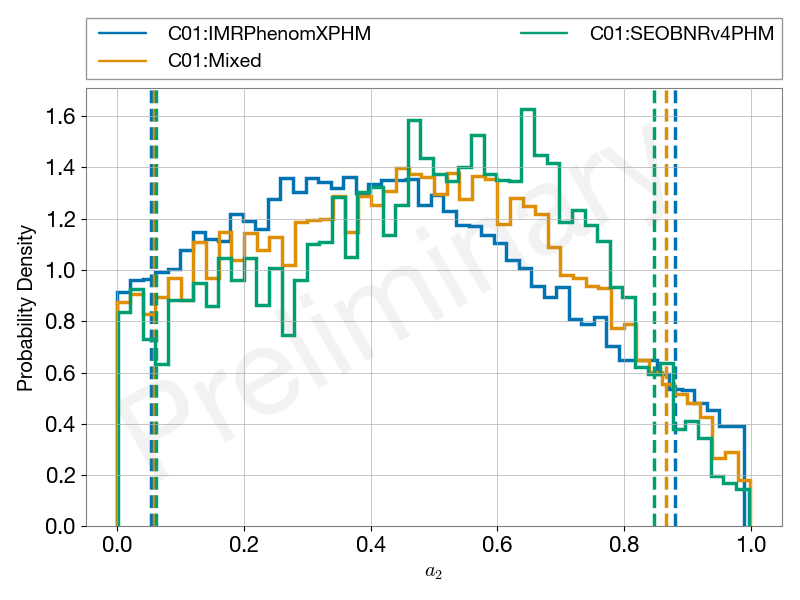 C01:IMRPhenomXPHM
C01:Mixed
C01:SEOBNRv4PHM
1.6
1.4
1.2
1.0
0.8
0.6
0.4
0.2
0.0
Probability Density
Preliminary
0.0 0.2 0.4 0.6 0.8 1.0
a₂